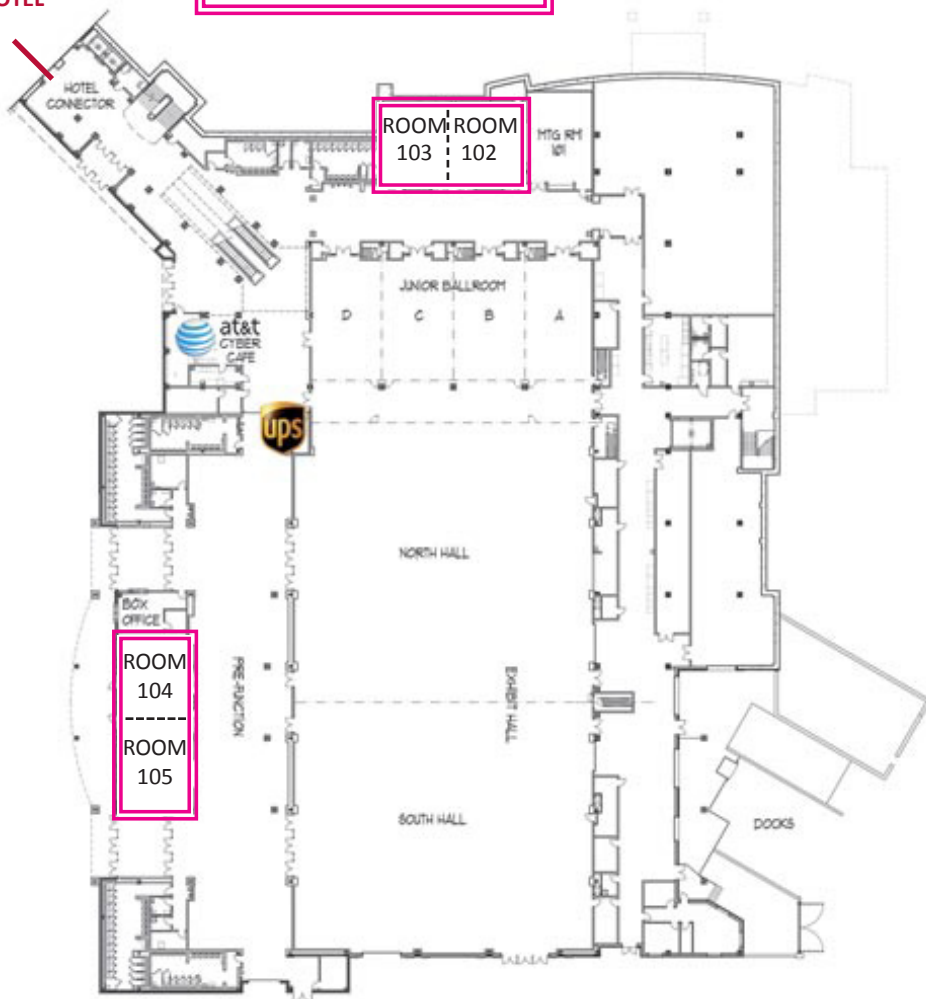 HOTEL
CONNECTOR
ROOM
103
ROOM
102
MTG RM
101
JUNIOR BALLROOM
D
C
B
A
at&t
CYBER
CAFE
ups
NORTH HALL
BOX
OFFICE
ROOM
104
ROOM
105
PRE-FUNCTION
EXHIBIT HALL
SOUTH HALL
DOCKS